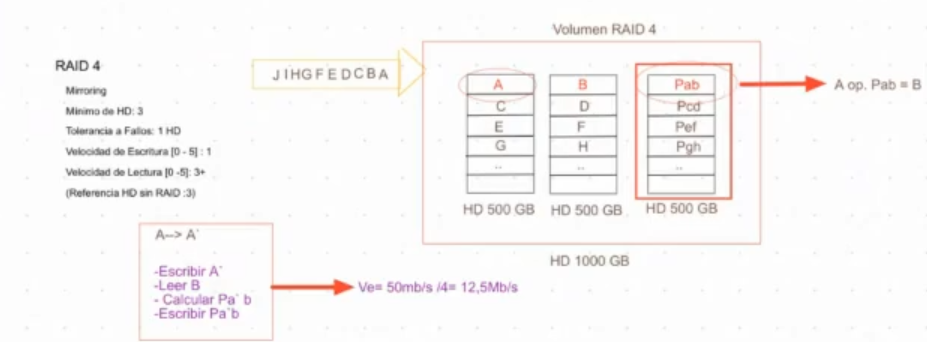 Volumen RAID 4
RAID 4
Mirroring
Mínimo de HD: 3
Tolerancia a Fallos: 1 HD
Velocidad de Escritura [0 - 5] : 1
Velocidad de Lectura [0 -5]: 3+
(Referencia HD sin RAID :3)
J I H G F E D C B A
A B Pab
C D Pcd
E F Pef
G H Pgh
.. .. ..
HD 500 GB HD 500 GB HD 500 GB
A op. Pab = B
HD 1000 GB
A--> A`
-Escribir A`
-Leer B
- Calcular Pa` b
-Escribir Pa`b
Ve= 50mb/s /4= 12,5Mb/s